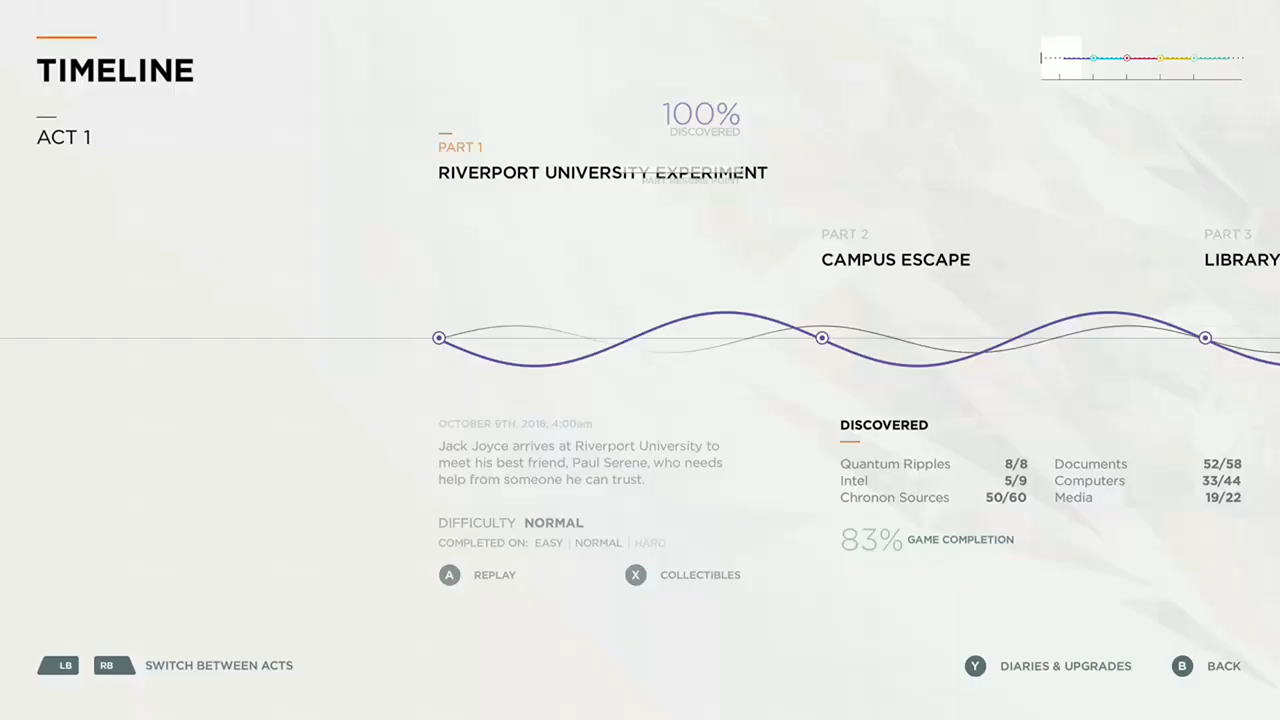 TIMELINE
ACT 1
100%
DISCOVERED
PART 1
RIVERPORT UNIVERSITY EXPERIMENT
PART RESUME POINT
PART 2
CAMPUS ESCAPE
PART 3
LIBRARY
OCTOBER 9TH, 2016, 4:00am
Jack Joyce arrives at Riverport University to
meet his best friend, Paul Serene, who needs
help from someone he can trust.
DIFFICULTY NORMAL
COMPLETED ON: EASY | NORMAL | HARD
A REPLAY X COLLECTIBLES
DISCOVERED
Quantum Ripples 8/8 Documents 52/58
Intel 5/9 Computers 33/44
Chronon Sources 50/60 Media 19/22
83% GAME COMPLETION
LB RB SWITCH BETWEEN ACTS
Y DIARIES & UPGRADES B BACK